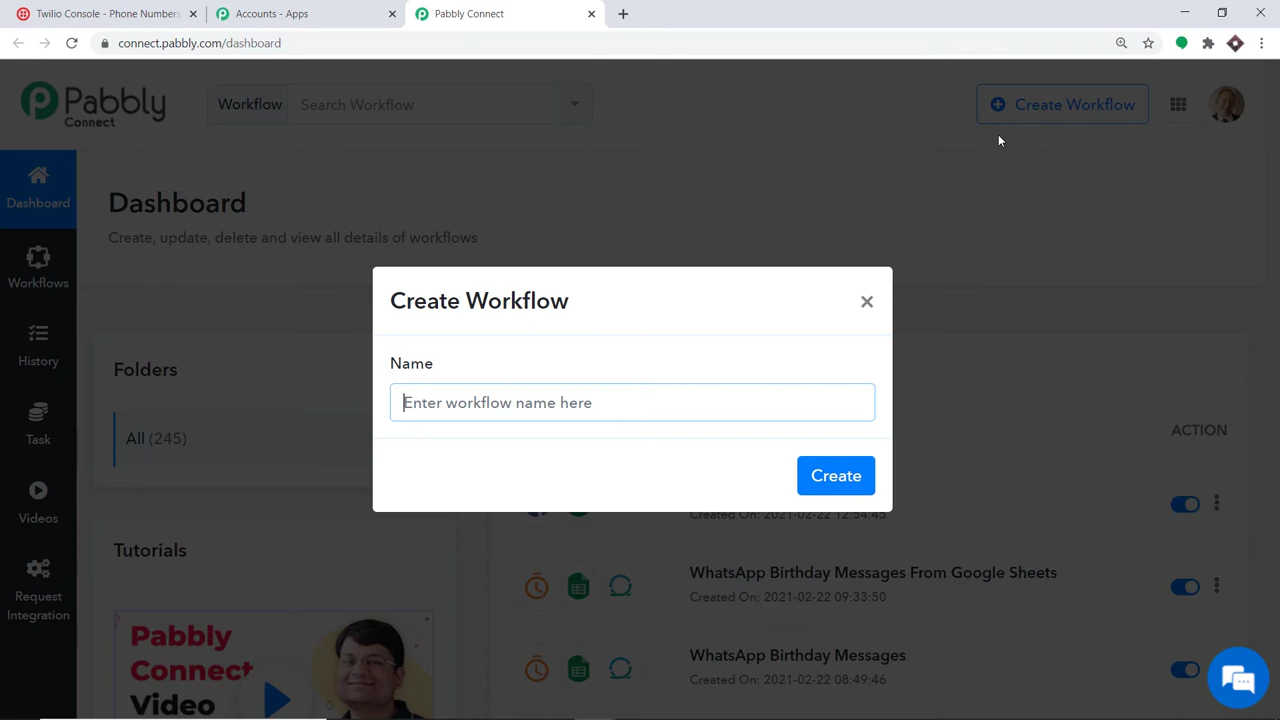 Twilio Console - Phone Numbers
Accounts - Apps
Pabbly Connect
connect.pabbly.com/dashboard
Pabbly
Connect
Workflow
Search Workflow
Create Workflow
Dashboard
Dashboard
Create, update, delete and view all details of workflows
Workflows
History
Task
Videos
Request
Integration
Create Workflow
Name
Enter workflow name here
Create
Folders
All (245)
ACTION
Created On: 2021-02-22 12:54:45
WhatsApp Birthday Messages From Google Sheets
Created On: 2021-02-22 09:33:50
WhatsApp Birthday Messages
Created On: 2021-02-22 08:49:46
Tutorials
Pabbly
Connect
Video